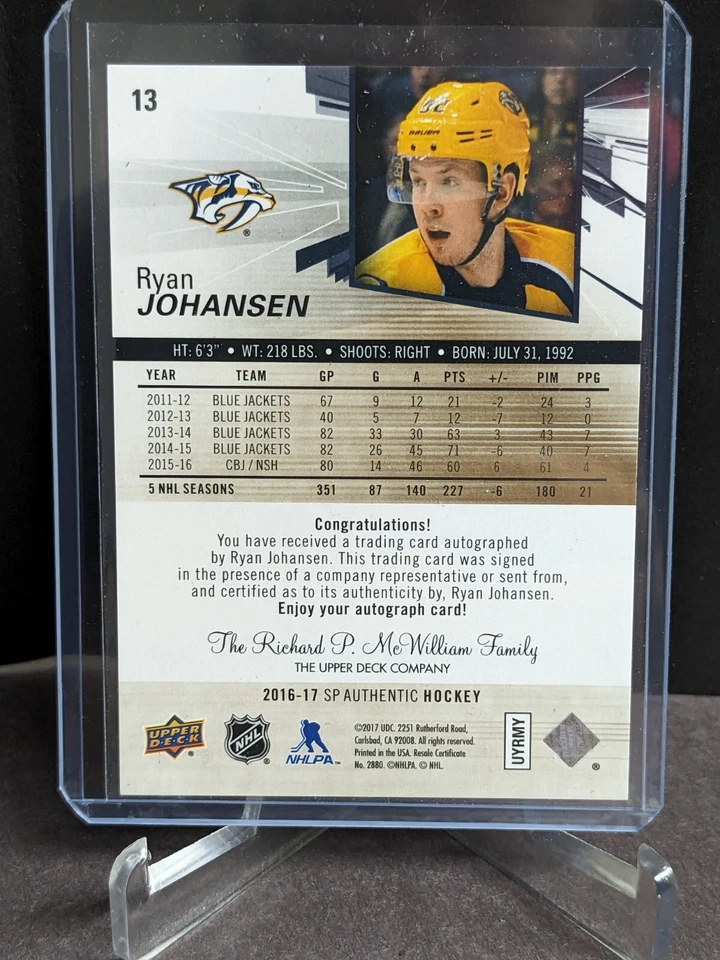 13
92
BAUER
Ryan
JOHANSEN
HT: 6'3" • WT: 218 LBS. • SHOOTS: RIGHT • BORN: JULY 31, 1992
YEAR TEAM GP G A PTS +/- PIM PPG
2011-12 BLUE JACKETS 67 9 12 21 -2 24 3
2012-13 BLUE JACKETS 40 5 7 12 -7 12 0
2013-14 BLUE JACKETS 82 33 30 63 3 43 7
2014-15 BLUE JACKETS 82 26 45 71 -6 40 7
2015-16 CBJ / NSH 80 14 46 60 6 61 4
5 NHL SEASONS 351 87 140 227 -6 180 21
Congratulations!
You have received a trading card autographed
by Ryan Johansen. This trading card was signed
in the presence of a company representative or sent from,
and certified as to its authenticity by, Ryan Johansen.
Enjoy your autograph card!
The Richard P. McWilliam Family
THE UPPER DECK COMPANY
2016-17 SP AUTHENTIC HOCKEY
UPPER DECK ®
NHL ®
NHLPA
©2017 UDC. 2251 Rutherford Road,
Carlsbad, CA 92008. All rights reserved.
Printed in the USA. Resale Certificate
No. 2880. ©NHLPA. © NHL.
UYRMY
®